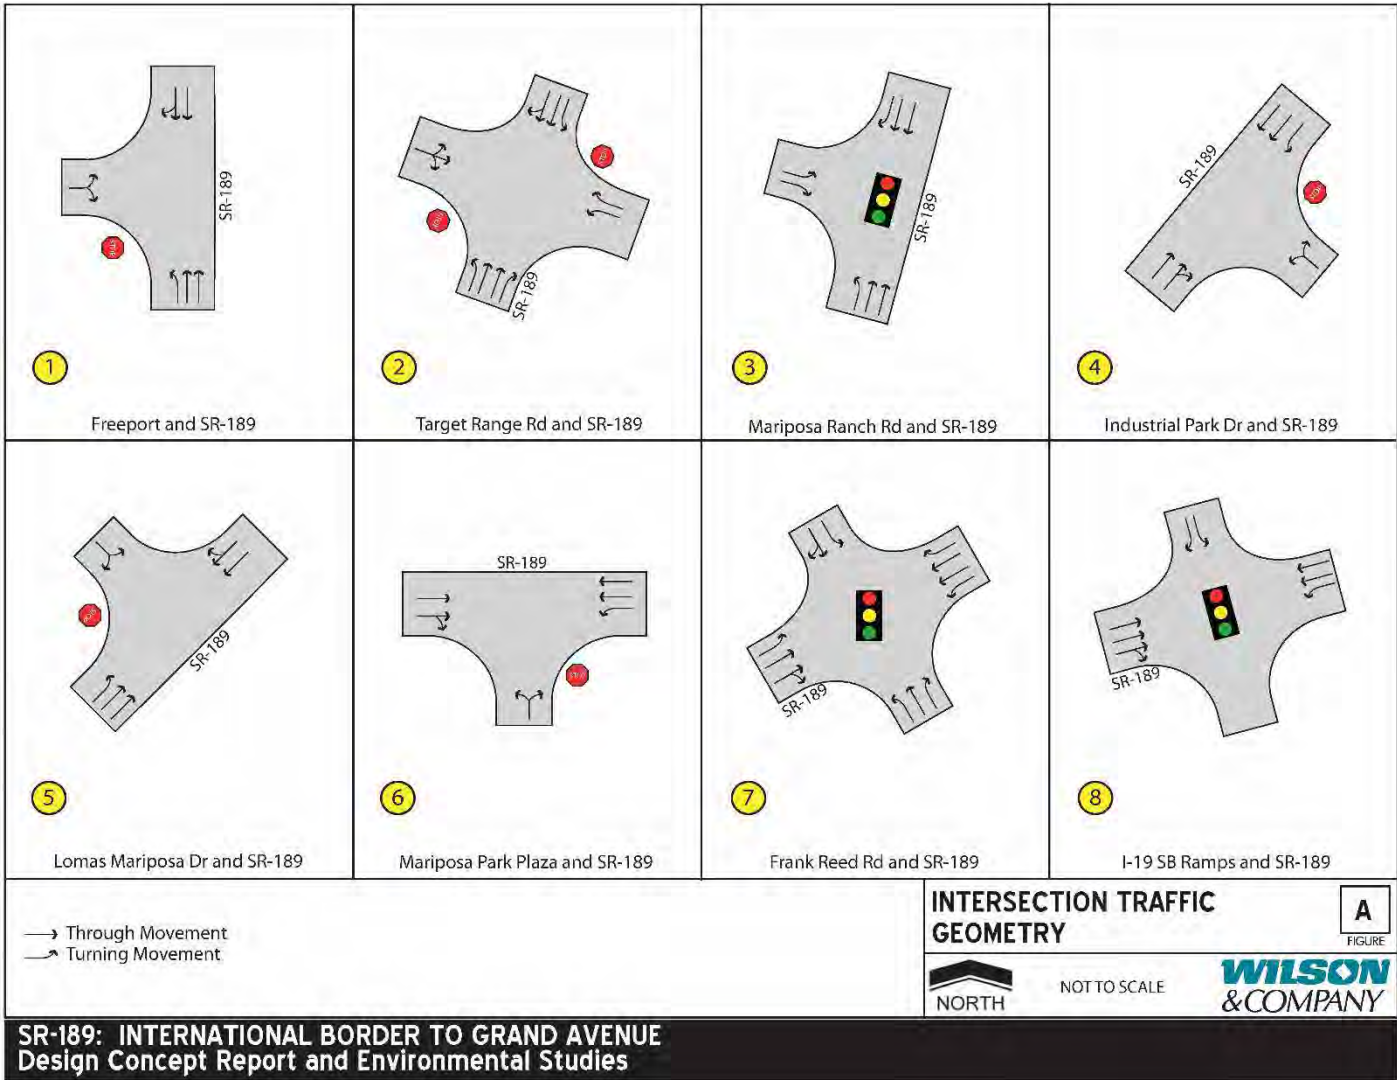 SR-189
1
Freeport and SR-189
SR-189
2
Target Range Rd and SR-189
SR-189
3
Mariposa Ranch Rd and SR-189
SR-189
4
Industrial Park Dr and SR-189
SR-189
5
Lomas Mariposa Dr and SR-189
SR-189
6
Mariposa Park Plaza and SR-189
SR-189
7
Frank Reed Rd and SR-189
SR-189
8
I-19 SB Ramps and SR-189
Through Movement
Turning Movement
INTERSECTION TRAFFIC
GEOMETRY
A
FIGURE
NORTH
NOT TO SCALE
WILSON
&COMPANY
SR-189: INTERNATIONAL BORDER TO GRAND AVENUE
Design Concept Report and Environmental Studies